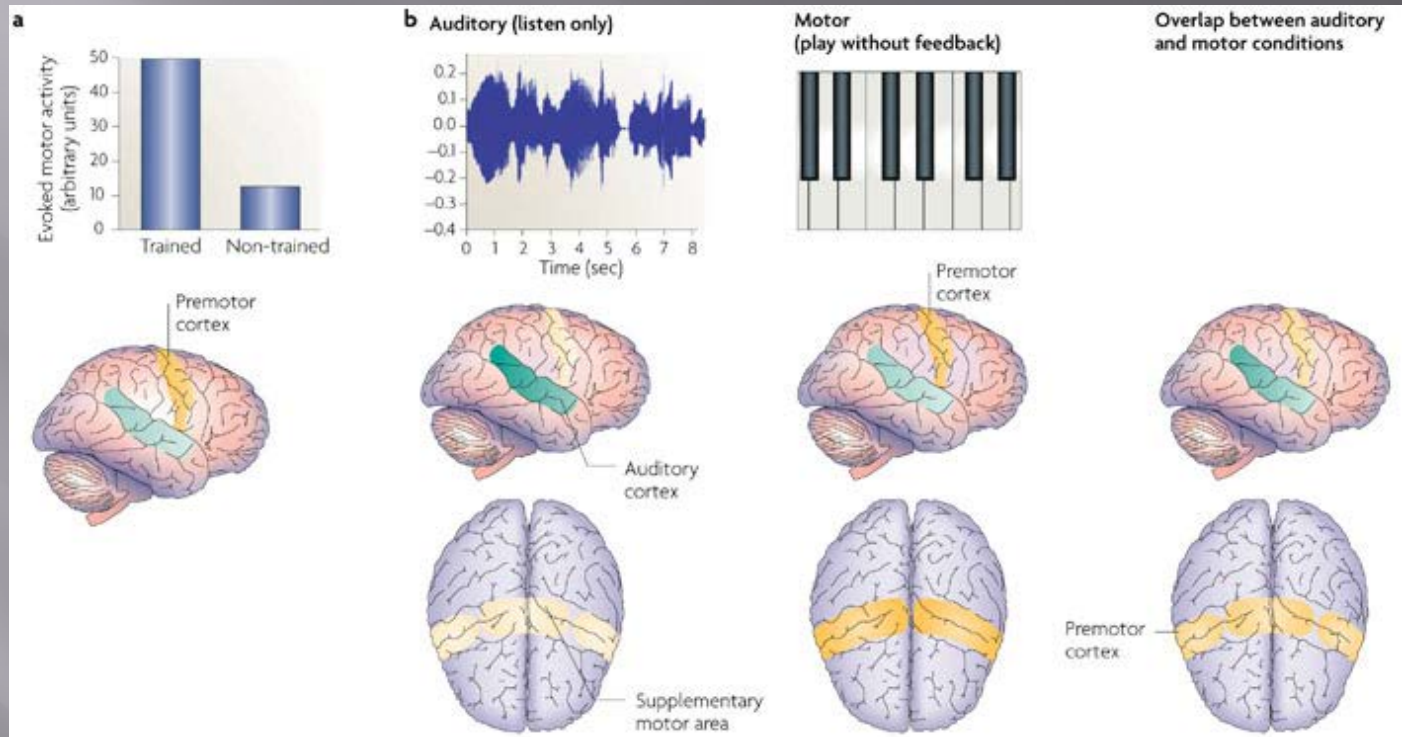 a
Evoked motor activity
(arbitrary units)
50
40
30
20
10
0
Trained
Non-trained
Premotor
cortex
b
Auditory (listen only)
0.2
0.1
0.0
−0.1
−0.2
−0.3
−0.4
0 1 2 3 4 5 6 7 8
Time (sec)
Auditory
cortex
Supplementary
motor area
Motor
(play without feedback)
Premotor
cortex
Overlap between auditory
and motor conditions
Premotor
cortex